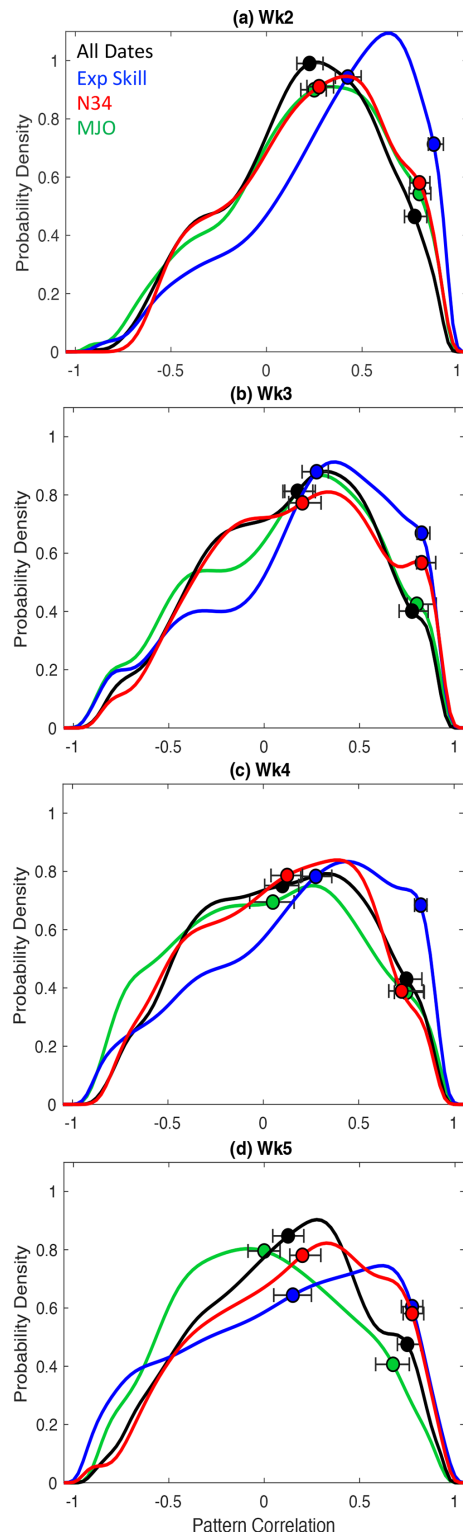 (a) Wk2
All Dates
Exp Skill
N34
MJO
Probability Density
1
0.8
0.6
0.4
0.2
0
-1 -0.5 0 0.5 1
(b) Wk3
Probability Density
1
0.8
0.6
0.4
0.2
0
-1 -0.5 0 0.5 1
(c) Wk4
Probability Density
1
0.8
0.6
0.4
0.2
0
-1 -0.5 0 0.5 1
(d) Wk5
Probability Density
1
0.8
0.6
0.4
0.2
0
-1 -0.5 0 0.5 1
Pattern Correlation